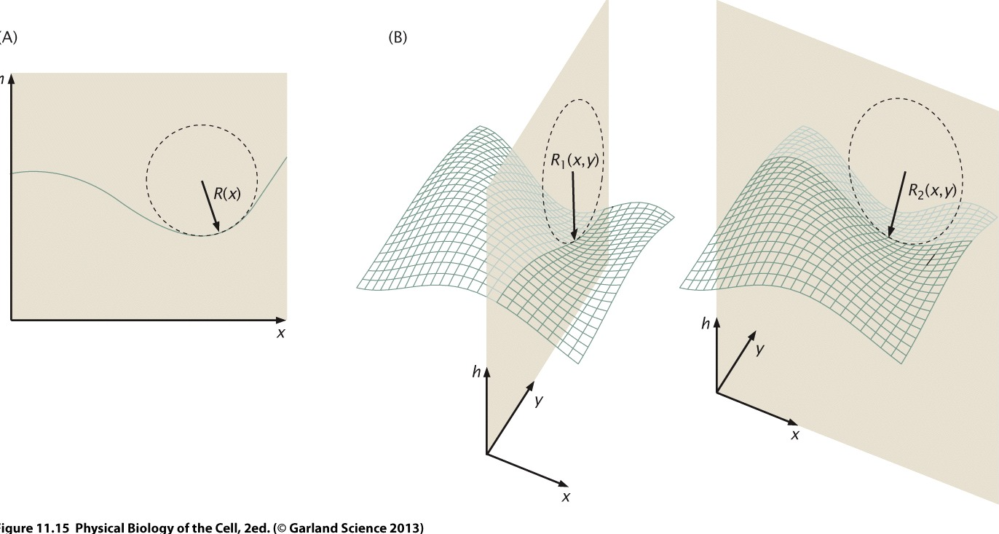 (A)
(B)
R(x)
x
R1(x,y)
h
y
x
R2(x,y)
h
y
x
Figure 11.15 Physical Biology of the Cell, 2ed. (© Garland Science 2013)